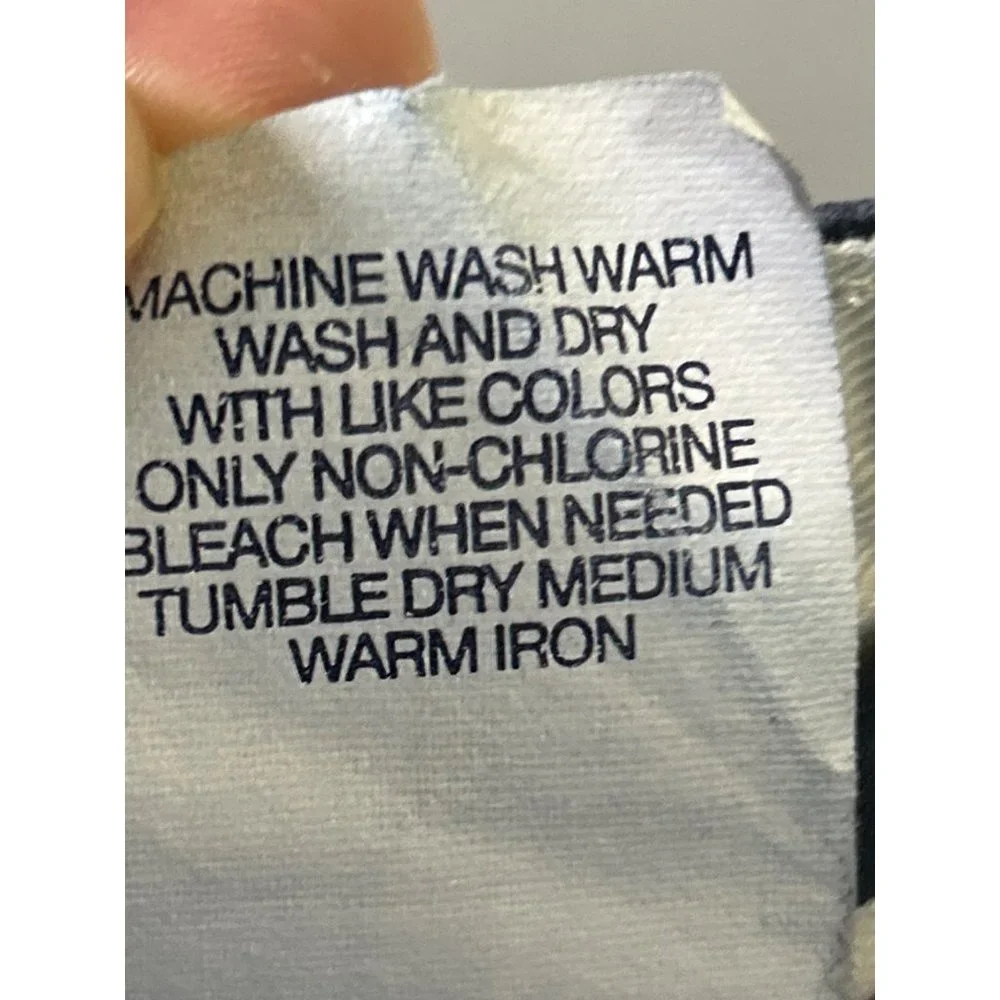 MACHINE WASH WARM
WASH AND DRY
WITH LIKE COLORS
ONLY NON-CHLORINE
BLEACH WHEN NEEDED
TUMBLE DRY MEDIUM
WARM IRON